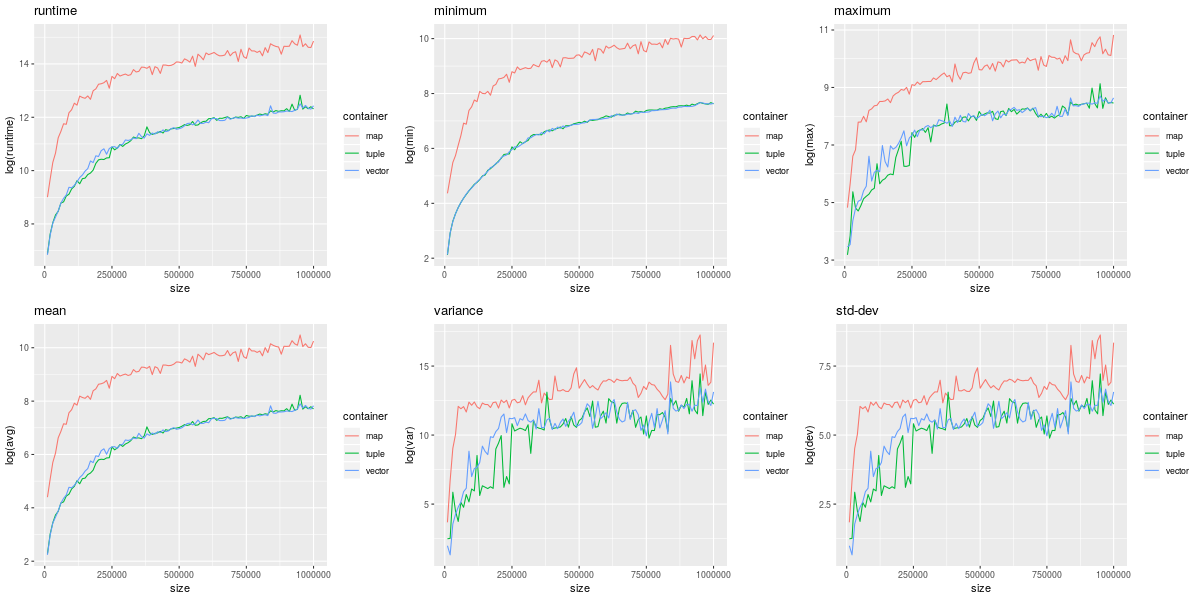 runtime
log(runtime)
14
12
10
8
0 250000 500000 750000 1000000
size
container
map
tuple
vector
minimum
log(min)
10
8
6
4
2
0 250000 500000 750000 1000000
size
container
map
tuple
vector
maximum
log(max)
11
9
7
5
3
0 250000 500000 750000 1000000
size
container
map
tuple
vector
mean
log(avg)
10
8
6
4
2
0 250000 500000 750000 1000000
size
container
map
tuple
vector
variance
log(var)
15
10
5
0 250000 500000 750000 1000000
size
container
map
tuple
vector
std-dev
log(dev)
7.5
5.0
2.5
0 250000 500000 750000 1000000
size
container
map
tuple
vector